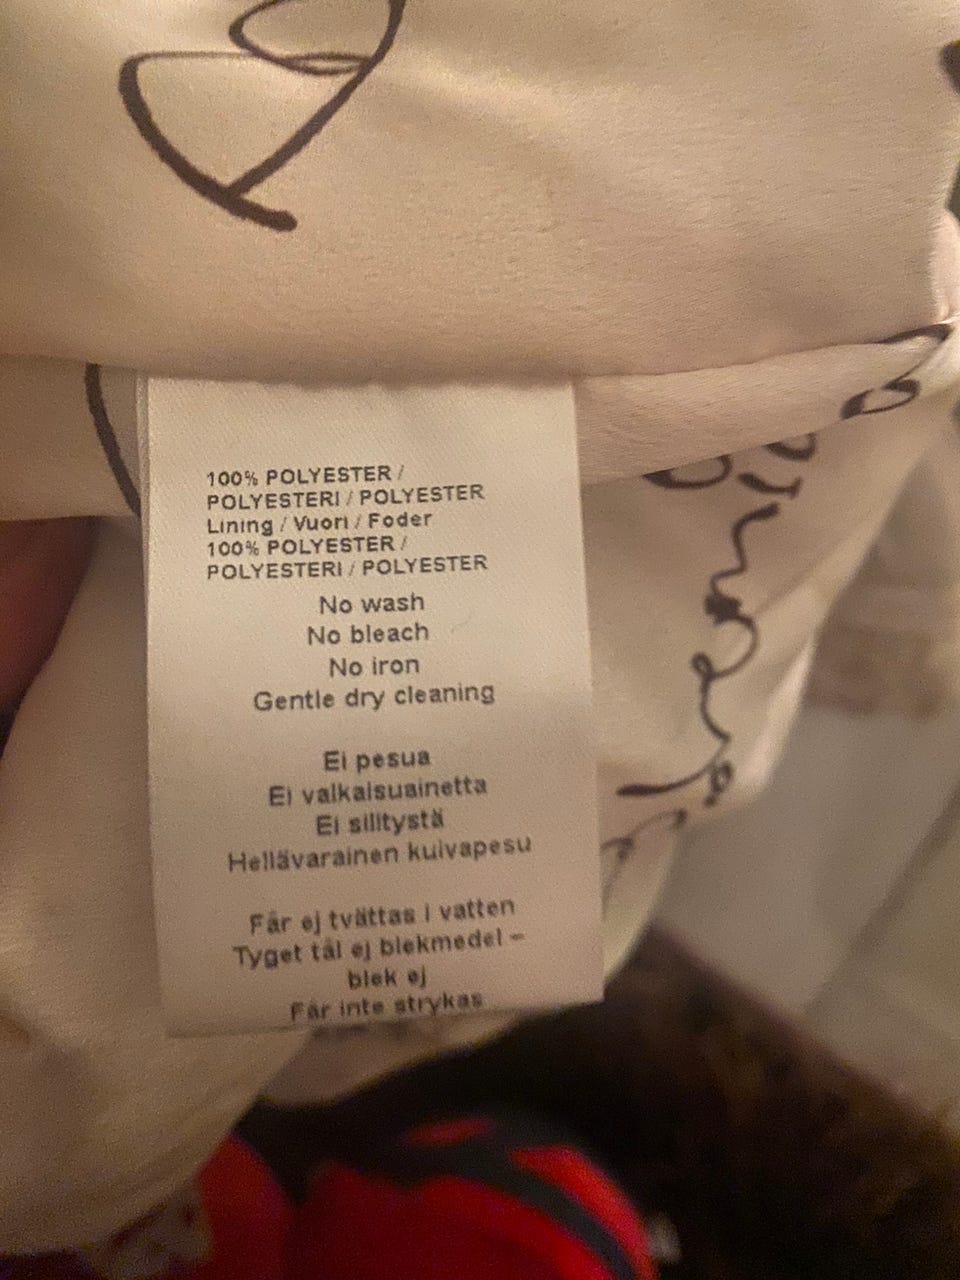 100% POLYESTER /
POLYESTERI / POLYESTER
Lining / Vuori / Foder
100% POLYESTER /
POLYESTERI / POLYESTER
No wash
No bleach
No iron
Gentle dry cleaning
Ei pesua
Ei valkaisuainetta
Ei silitystä
Hellävarainen kuivapesu
Får ej tvättas i vatten
Tyget tål ej blekmedel –
blek ej
Får inte strykas